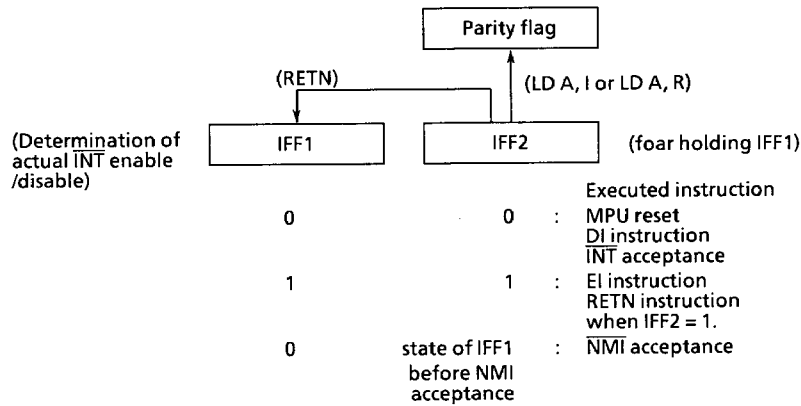 Parity flag
(RETN)
(LD A, I or LD A, R)
(Determination of
actual INT enable
/disable)
IFF1
IFF2
(foar holding IFF1)
Executed instruction
0 0 : MPU reset
DI instruction
INT acceptance
1 1 : EI instruction
RETN instruction
when IFF2 = 1.
0 state of IFF1 : NMI acceptance
before NMI
acceptance